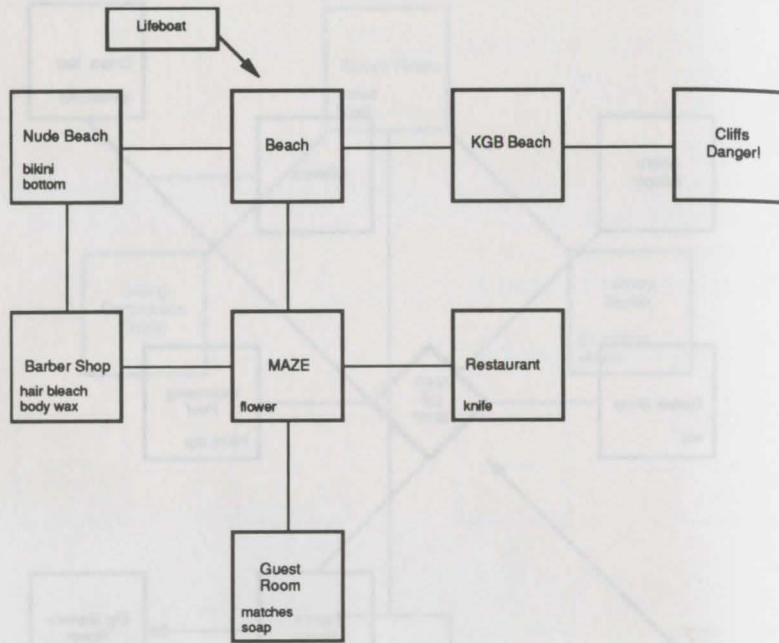 Lifeboat
Nude Beach
bikini
bottom
Beach
KGB Beach
Cliffs
Danger!
Barber Shop
hair bleach
body wax
MAZE
flower
Restaurant
knife
Guest
Room
matches
soap